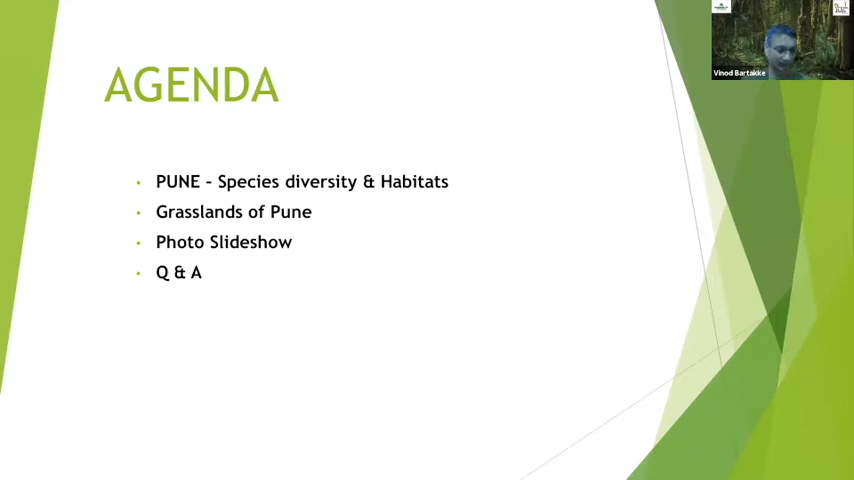 AGENDA
PUNE – Species diversity & Habitats
Grasslands of Pune
Photo Slideshow
Q & A
Vinod Bartakke